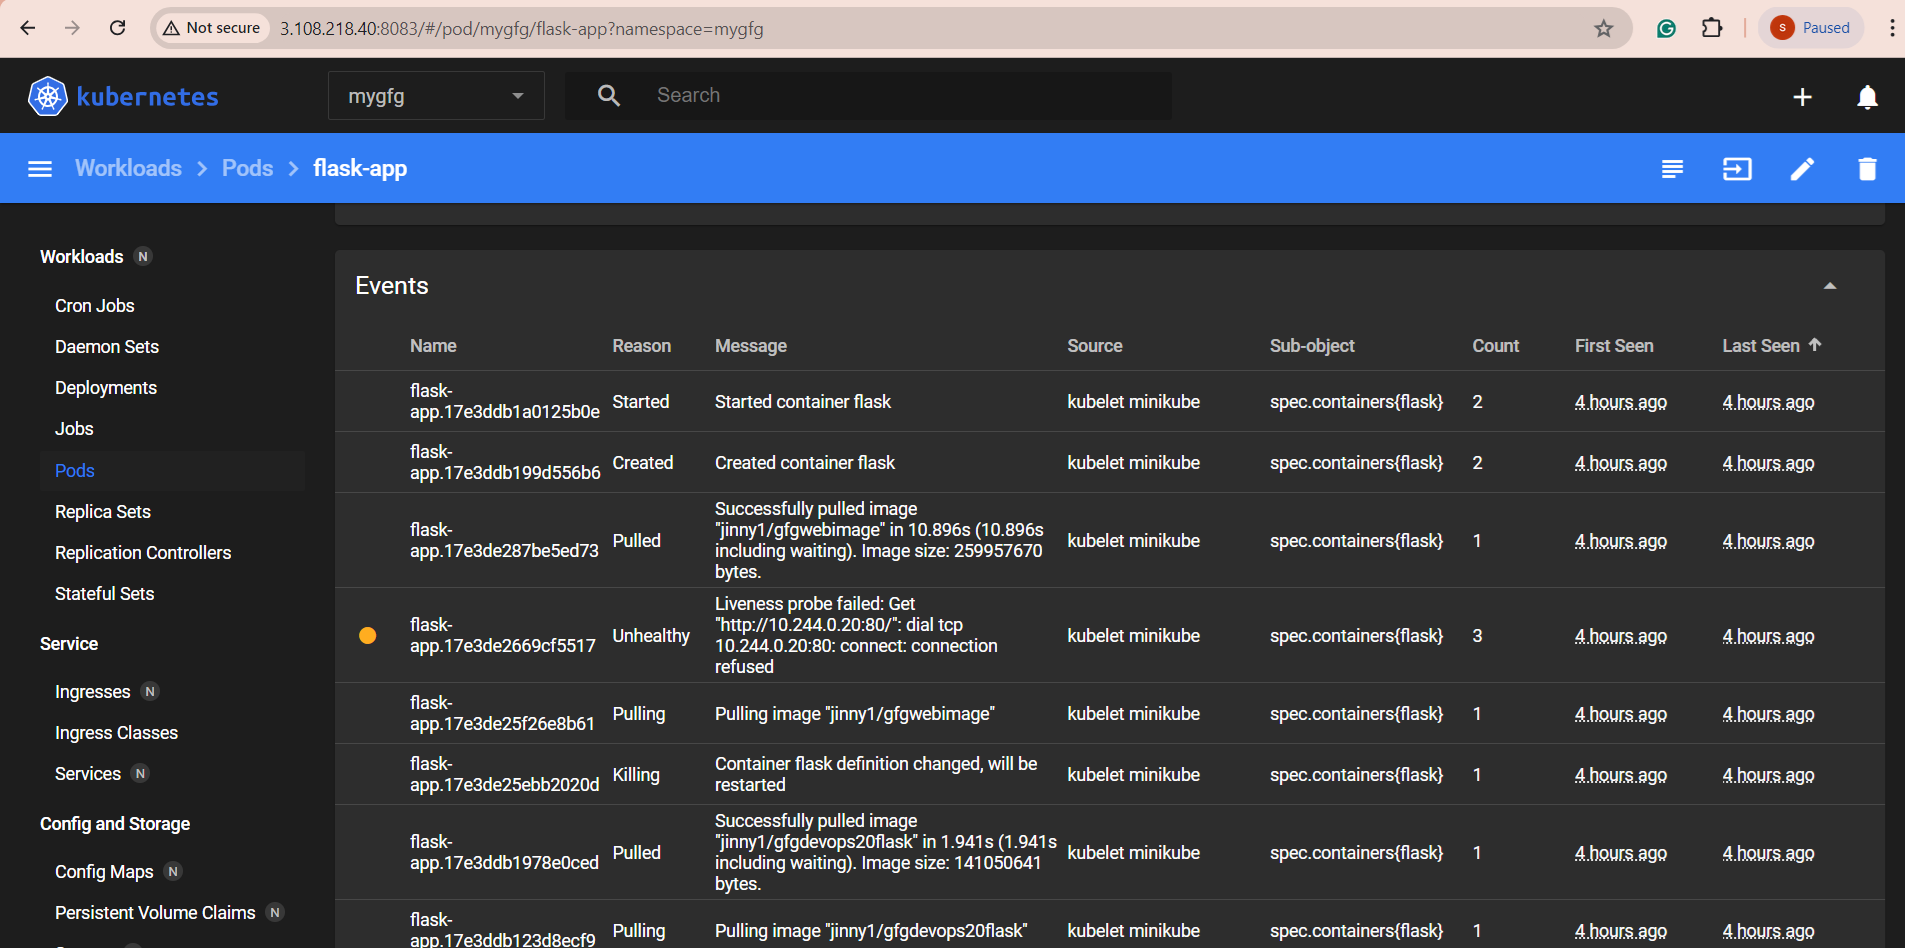 Not secure 3.108.218.40:8083/#/pod/mygfg/flask-app?namespace=mygfg
S Paused
kubernetes
mygfg
Search
Workloads > Pods > flask-app
Workloads N
Cron Jobs
Daemon Sets
Deployments
Jobs
Pods
Replica Sets
Replication Controllers
Stateful Sets
Service
Ingresses N
Ingress Classes
Services N
Config and Storage
Config Maps N
Persistent Volume Claims N
Events
Name Reason Message Source Sub-object Count First Seen Last Seen
flask-
app.17e3ddb1a0125b0e Started Started container flask kubelet minikube spec.containers{flask} 2 4 hours ago 4 hours ago
flask-
app.17e3ddb199d556b6 Created Created container flask kubelet minikube spec.containers{flask} 2 4 hours ago 4 hours ago
flask-
app.17e3de287be5ed73 Pulled
Successfully pulled image
"jinny1/gfgwebimage" in 10.896s (10.896s
including waiting). Image size: 259957670
bytes.
kubelet minikube spec.containers{flask} 1 4 hours ago 4 hours ago
flask-
app.17e3de2669cf5517 Unhealthy
Liveness probe failed: Get
"http://10.244.0.20:80/": dial tcp
10.244.0.20:80: connect: connection
refused
kubelet minikube spec.containers{flask} 3 4 hours ago 4 hours ago
flask-
app.17e3de25f26e8b61 Pulling Pulling image "jinny1/gfgwebimage" kubelet minikube spec.containers{flask} 1 4 hours ago 4 hours ago
flask-
app.17e3de25ebb2020d Killing
Container flask definition changed, will be
restarted
kubelet minikube spec.containers{flask} 1 4 hours ago 4 hours ago
flask-
app.17e3ddb1978e0ced Pulled
Successfully pulled image
"jinny1/gfgdevops20flask" in 1.941s (1.941s
including waiting). Image size: 141050641
bytes.
kubelet minikube spec.containers{flask} 1 4 hours ago 4 hours ago
flask-
app.17e3ddb123d8ecf9 Pulling Pulling image "jinny1/gfgdevops20flask" kubelet minikube spec.containers{flask} 1 4 hours ago 4 hours ago